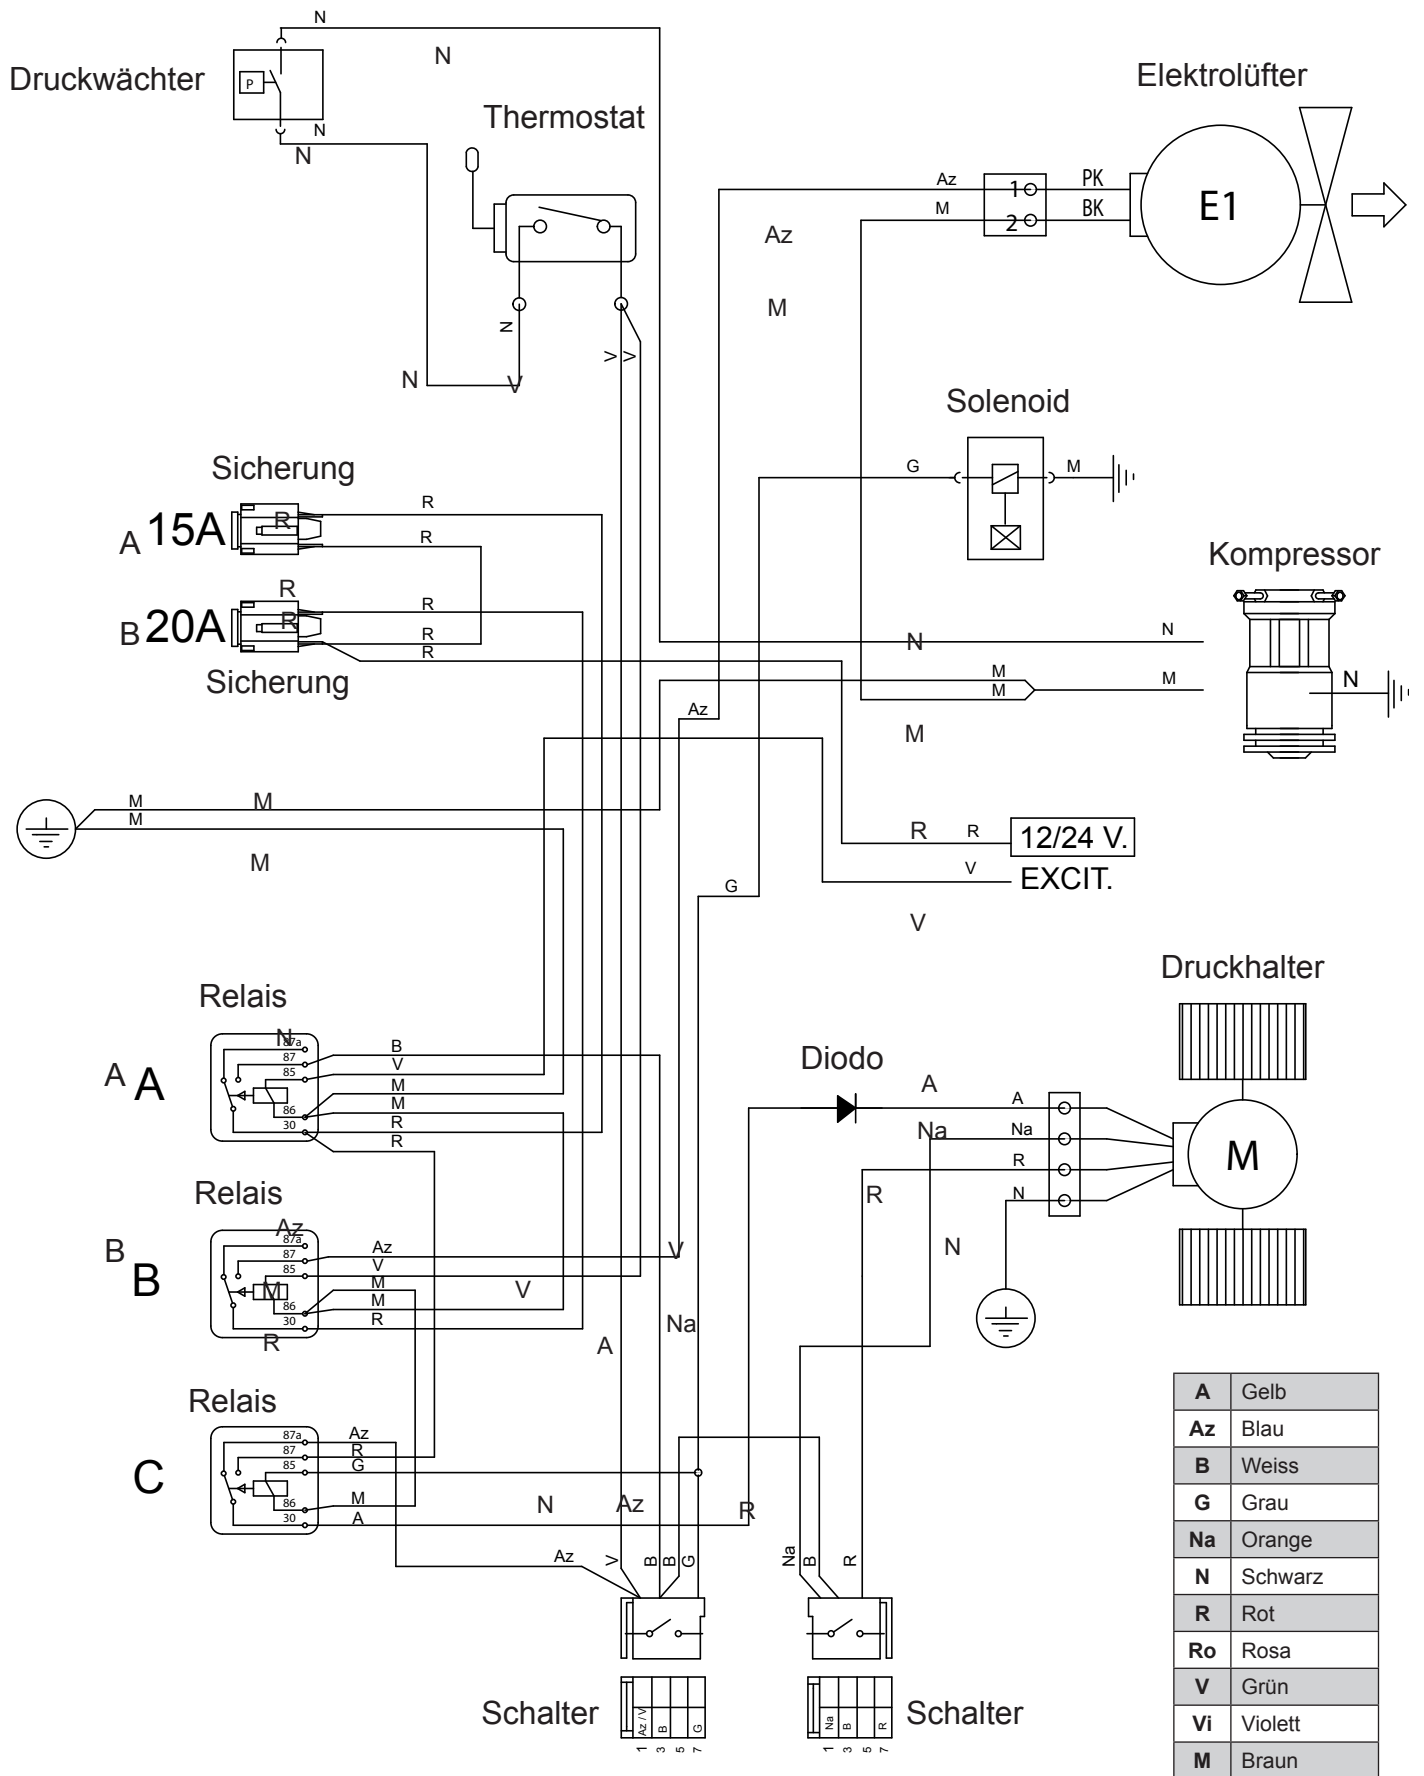 N
N
Druckwächter
P
N
N
Elektrolüfter
Thermostat
Az
1
PK
M
2
BK
E1
Az
M
N
V
V
N
V
Solenoid
G
M
Sicherung
A 15A
R
R
R
Kompressor
B 20A
R
R
R
R
R
Sicherung
N
N
M
M
M
N
Az
M
M
M
M
M
R
R
12/24 V.
V
EXCIT.
G
V
Druckhalter
Relais
A A
N
87a
87
85
86
30
B
V
M
M
R
R
Diodo
A
A
Na
Na
R
R
N
N
M
Relais
B B
Az
87a
87
85
86
30
M
R
Az
V
M
M
R
V
V
Na
A
Relais
C
87a
87
85
86
30
Az
R
G
M
A
N
Az
R
Az
V
B
B
G
Na
B
R
Schalter
Az / V
B
G
1
3
5
7
Na
B
R
1
3
5
7
Schalter
A Gelb
Az Blau
B Weiss
G Grau
Na Orange
N Schwarz
R Rot
Ro Rosa
V Grün
Vi Violett
M Braun